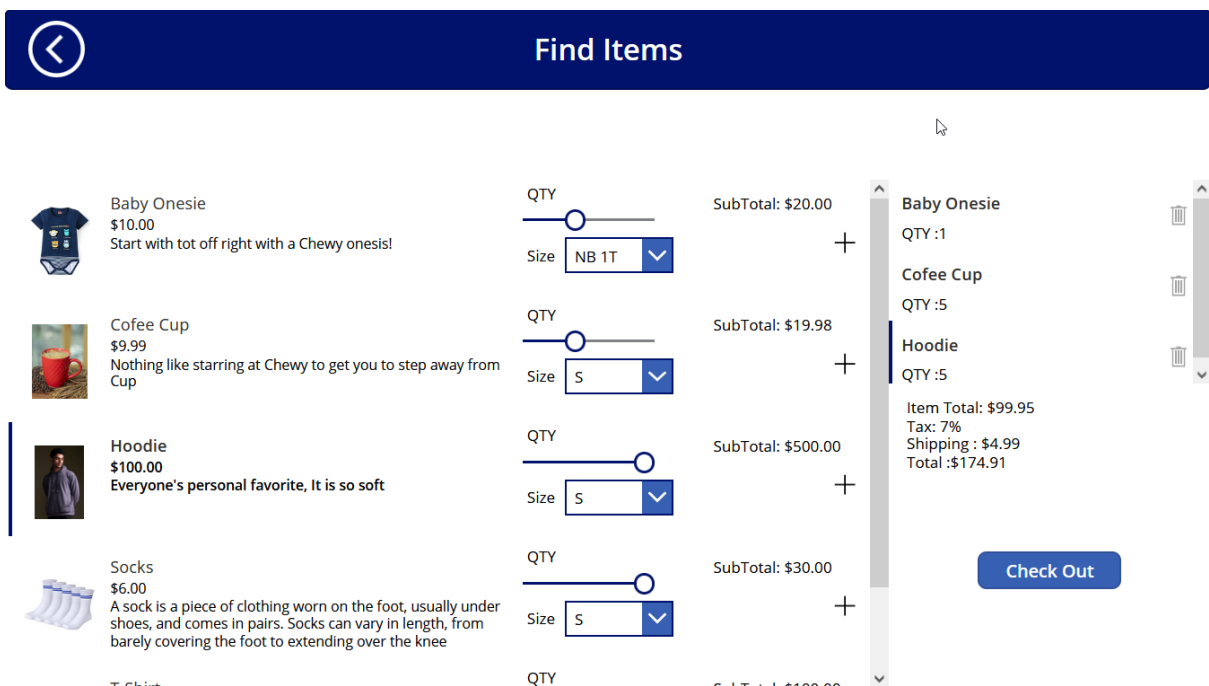 Find Items
Baby Onesie
$10.00
Start with tot off right with a Chewy onesis!
QTY
Size NB 1T
SubTotal: $20.00
Cofee Cup
$9.99
Nothing like starring at Chewy to get you to step away from
Cup
QTY
Size S
SubTotal: $19.98
Hoodie
$100.00
Everyone's personal favorite, It is so soft
QTY
Size S
SubTotal: $500.00
Socks
$6.00
A sock is a piece of clothing worn on the foot, usually under
shoes, and comes in pairs. Socks can vary in length, from
barely covering the foot to extending over the knee
QTY
Size S
SubTotal: $30.00
T-Shirt
QTY
SubTotal: $100.00
Baby Onesie
QTY :1
Cofee Cup
QTY :5
Hoodie
QTY :5
Item Total: $99.95
Tax: 7%
Shipping : $4.99
Total :$174.91
Check Out